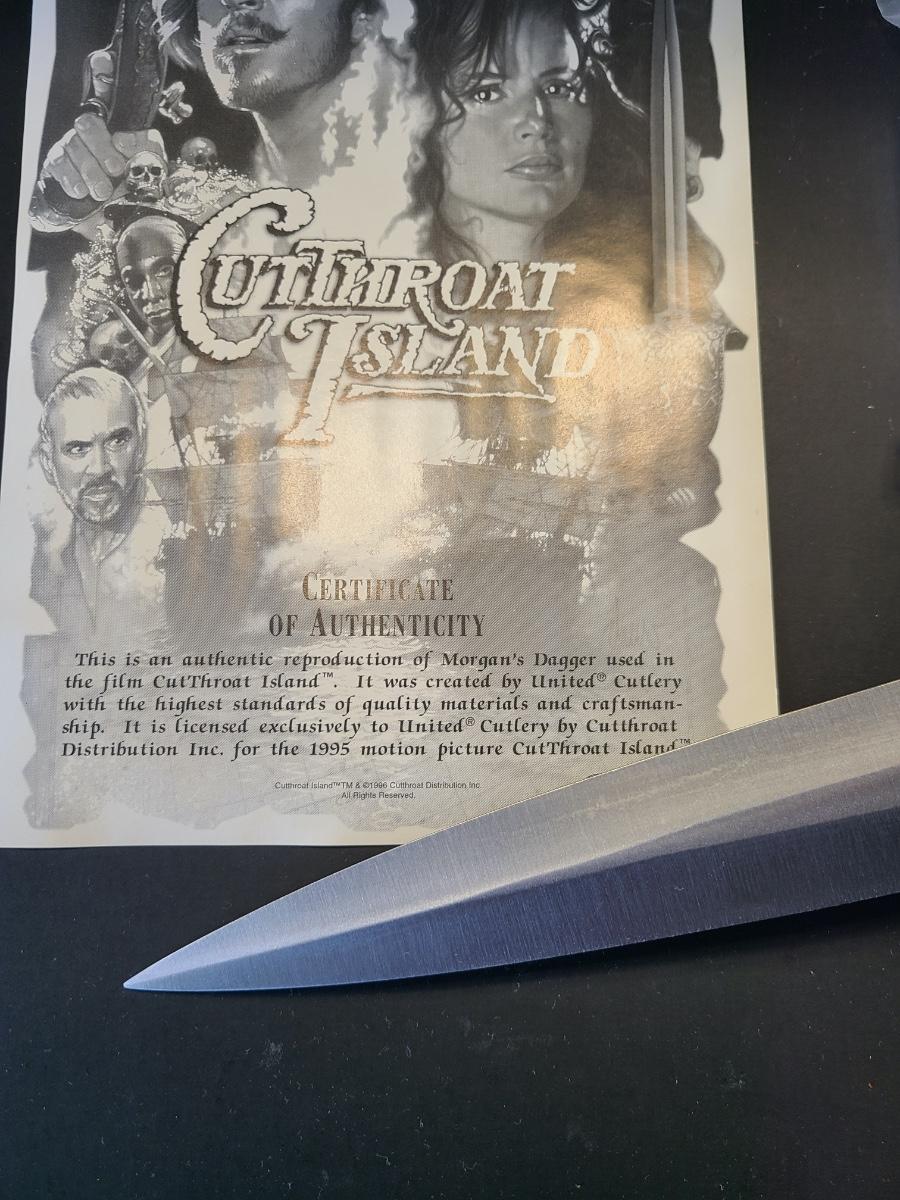 CUTTHROAT
ISLAND
CERTIFICATE
OF AUTHENTICITY
This is an authentic reproduction of Morgan's Dagger used in
the film CutThroat Island™. It was created by United® Cutlery
with the highest standards of quality materials and craftsman-
ship. It is licensed exclusively to United® Cutlery by Cutthroat
Distribution Inc. for the 1995 motion picture CutThroat Island™
Cutthroat Island™TM & ©1996 Cutthroat Distribution Inc.
All Rights Reserved.